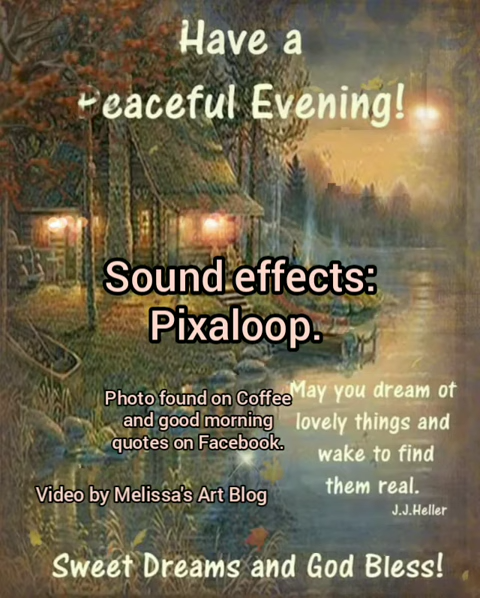 Have a
Peaceful Evening!
Sound effects:
Pixaloop.
Photo found on Coffee
and good morning
quotes on Facebook.
May you dream of
lovely things and
wake to find
them real.
J.J.Heller
Video by Melissa's Art Blog
Sweet Dreams and God Bless!